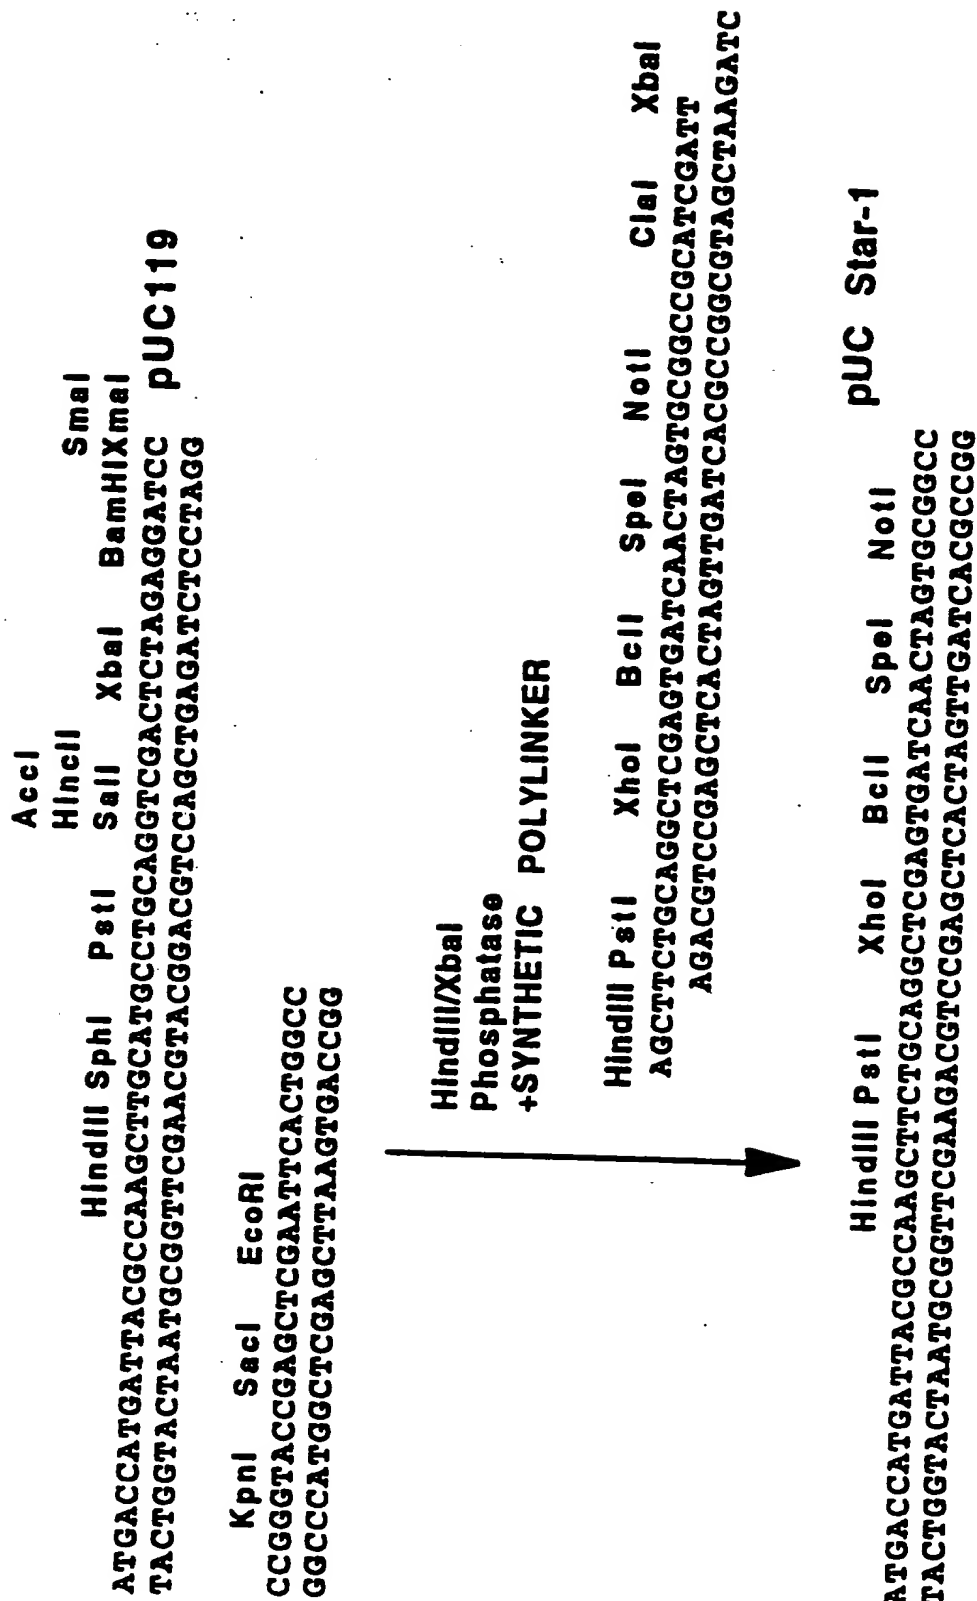 AccI
HincII SmaI
HindIII SphI PstI SalI XbaI BamHIXmaI
ATGACCATGATTACGCCAAGCTTGCATGCCTGCAGGTCGACTCTAGAGGATCC pUC119
TACTGGTACTAATGCGGTTCGAACGTACGGACGTCCAGCTGAGATCTCCTAGG
KpnI SacI EcoRI
CCGGGTACCGAGCTCGAATTCACTGGCC
GGCCCATGGCTCGAGCTTAAGTGACCGG
HindIII/XbaI
Phosphatase
+SYNTHETIC POLYLINKER
HindIII PstI XhoI BclI SpeI NotI ClaI XbaI
AGCTTCTGCAGGCTCGAGTGATCAACTAGTGCGGCCGCATCGATT
AGACGTCCGAGCTCACTAGTTGATCACGCCGGCGTAGCTAAGATC
HindIII PstI XhoI BclI SpeI NotI pUC Star-1
ATGACCATGATTACGCCAAGCTTCTGCAGGCTCGAGTGATCAACTAGTGCGGCC
TACTGGTACTAATGCGGTTCGAAGACGTCCGAGCTCACTAGTTGATCACGCCGG